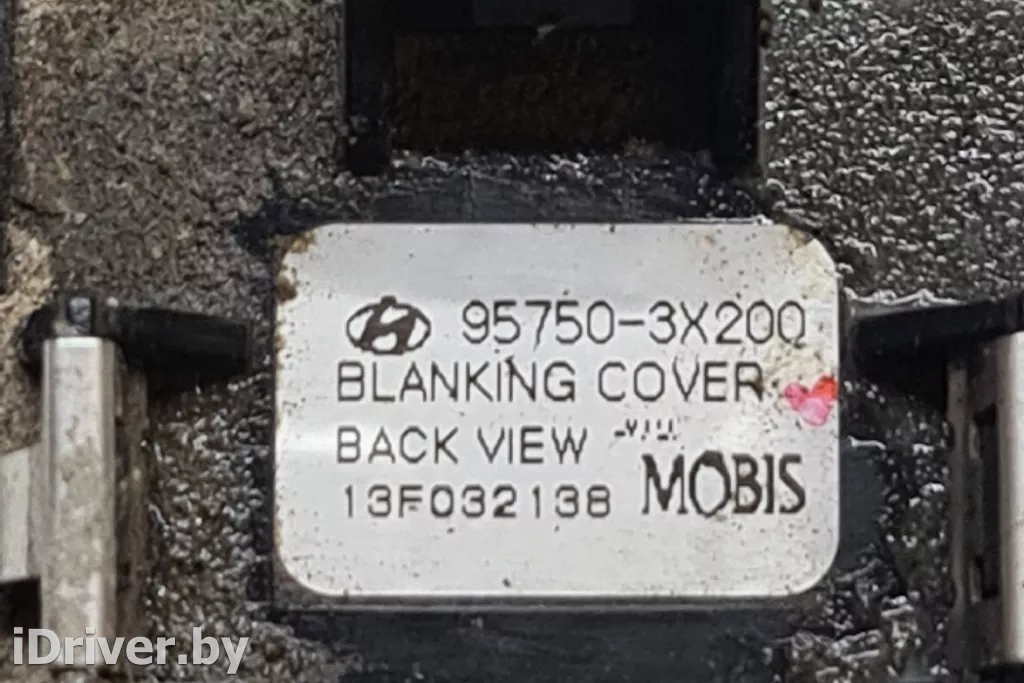 95750-3X200
BLANKING COVER
BACK VIEW
13F032138 MOBIS
iDriver.by